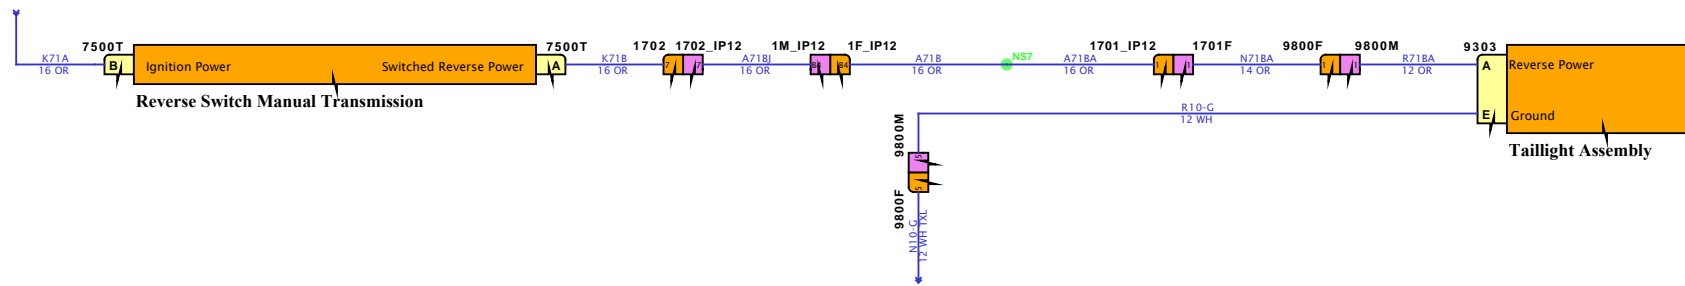 7500T
7500T
1702
1702_IP12
1M_IP12
1F_IP12
1701_IP12
1701F
9800F
9800M
9303
K71A
16 OR
B
Ignition Power
Switched Reverse Power
A
K71B
16 OR
7
7
A71BJ
16 OR
B4
B4
A71B
16 OR
NS7
A71BA
16 OR
1
1
N71BA
14 OR
1
1
R71BA
12 OR
A
Reverse Power
Reverse Switch Manual Transmission
R10-G
12 WH
E
Ground
Taillight Assembly
9800M
S
S
9800F
N10-G
12 WH TXL